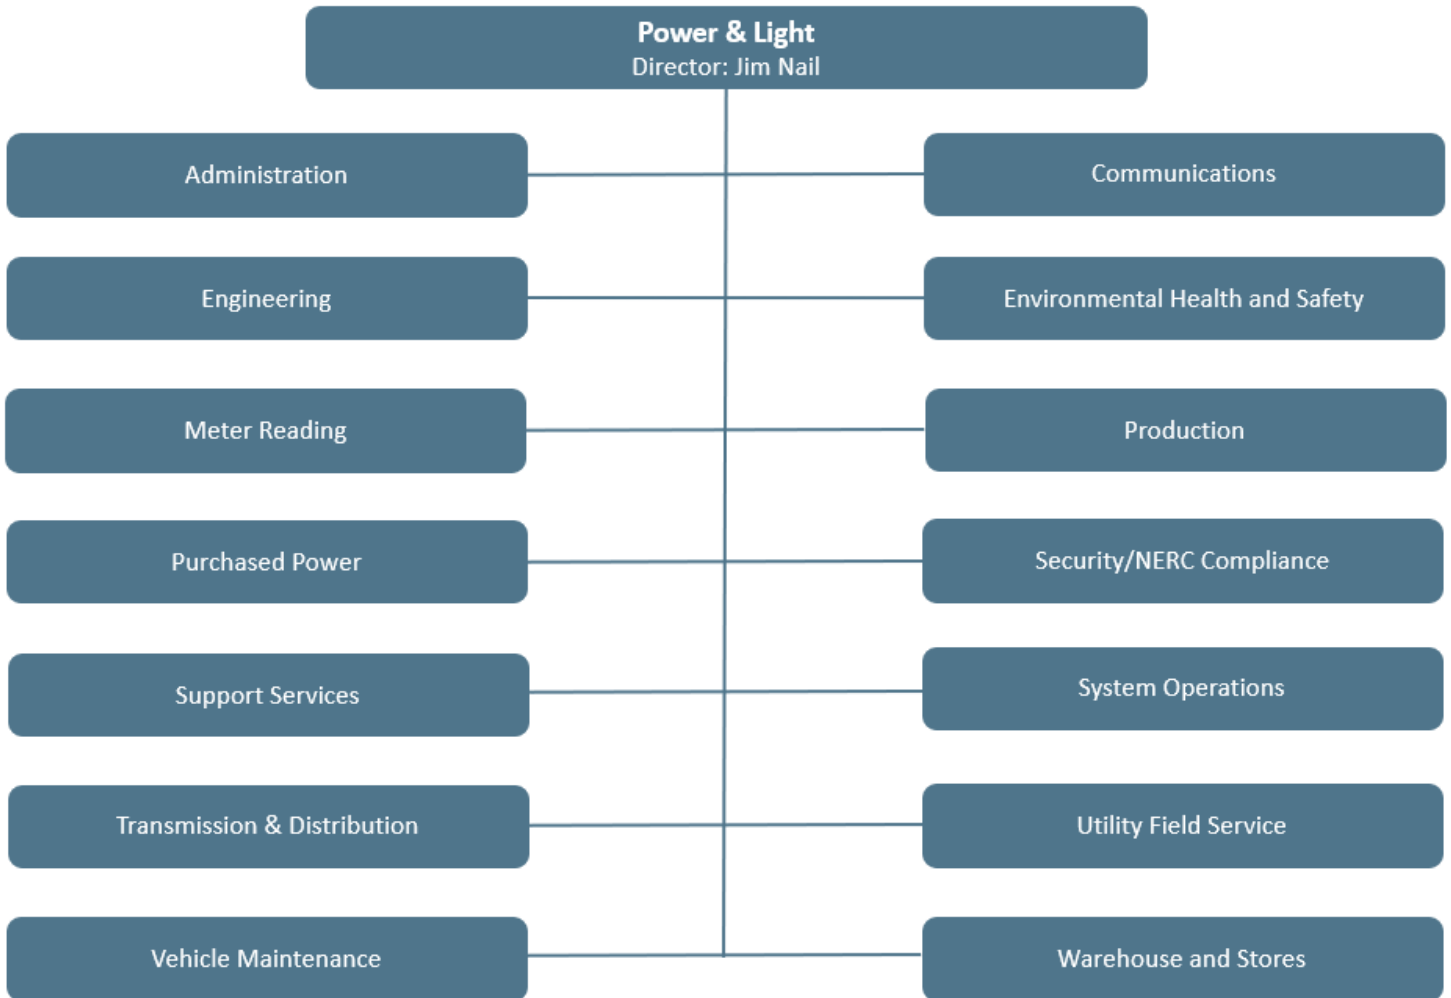 Power & Light
Director: Jim Nail
Administration
Communications
Engineering
Environmental Health and Safety
Meter Reading
Production
Purchased Power
Security/NERC Compliance
Support Services
System Operations
Transmission & Distribution
Utility Field Service
Vehicle Maintenance
Warehouse and Stores